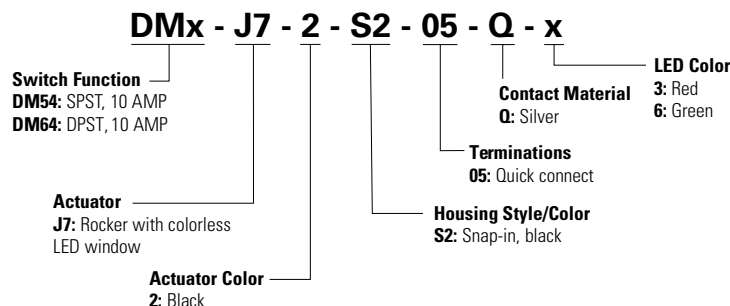 DMx - J7 - 2 - S2 - 05 - Q - x
Switch Function
DM54: SPST, 10 AMP
DM64: DPST, 10 AMP
Actuator
J7: Rocker with colorless
LED window
Actuator Color
2: Black
Housing Style/Color
S2: Snap-in, black
Terminations
05: Quick connect
Contact Material
Q: Silver
LED Color
3: Red
6: Green